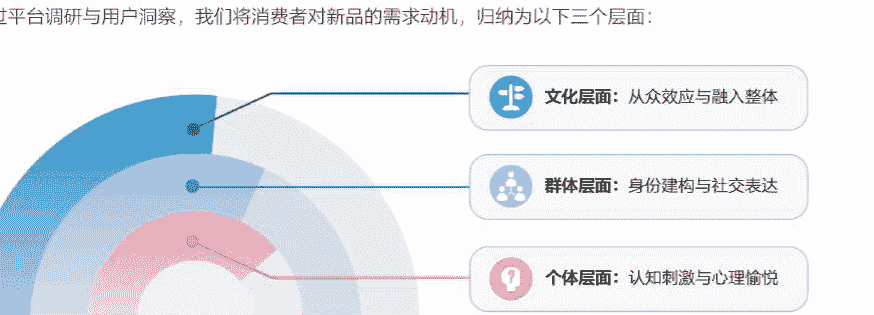 过平台调研与用户洞察，我们将消费者对新品的需求动机，归纳为以下三个层面：
文化层面：从众效应与融入整体
群体层面：身份建构与社交表达
个体层面：认知刺激与心理愉悦